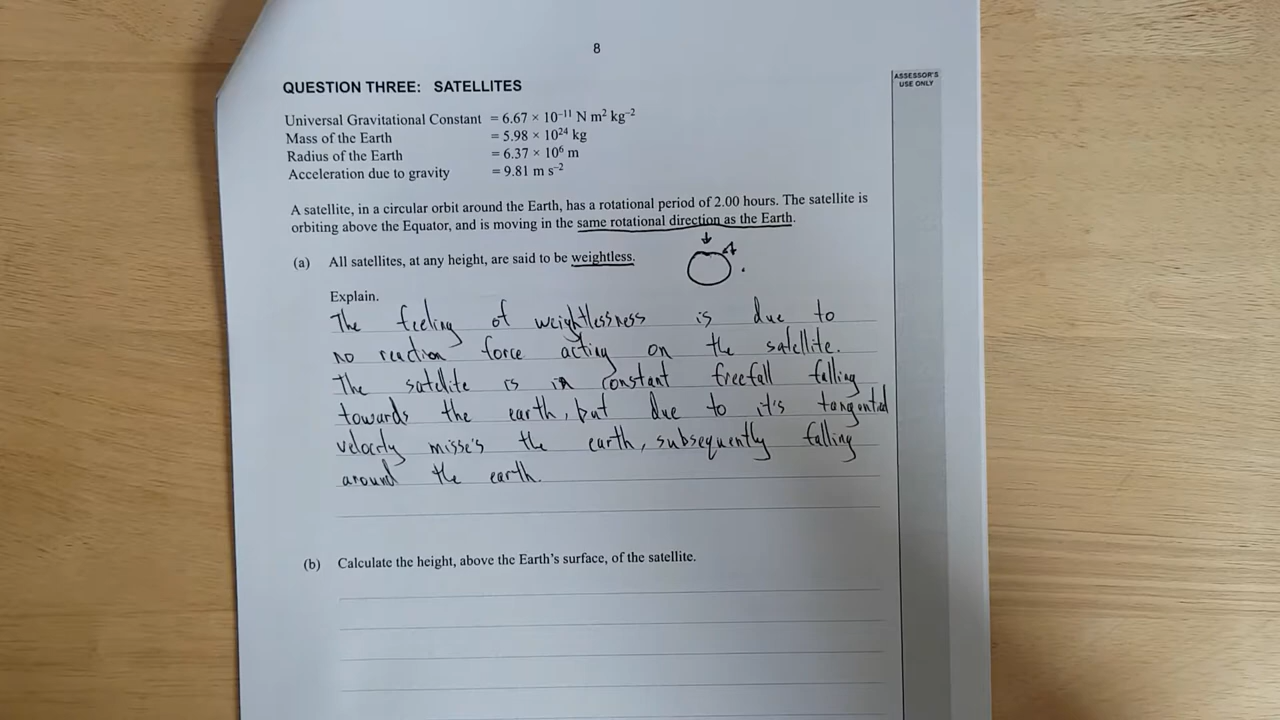 8
ASSESSOR'S
USE ONLY
QUESTION THREE: SATELLITES
Universal Gravitational Constant = 6.67 × 10⁻¹¹ N m² kg⁻²
Mass of the Earth = 5.98 × 10²⁴ kg
Radius of the Earth = 6.37 × 10⁶ m
Acceleration due to gravity = 9.81 m s⁻²
A satellite, in a circular orbit around the Earth, has a rotational period of 2.00 hours. The satellite is
orbiting above the Equator, and is moving in the same rotational direction as the Earth.
(a) All satellites, at any height, are said to be weightless.
Explain.
The feeling of weightlessness is due to
no reaction force acting on the satellite.
The satellite is in constant freefall falling
towards the earth, but due to it's tangential
velocity misse's the earth, subsequently falling
around the earth.
(b) Calculate the height, above the Earth's surface, of the satellite.